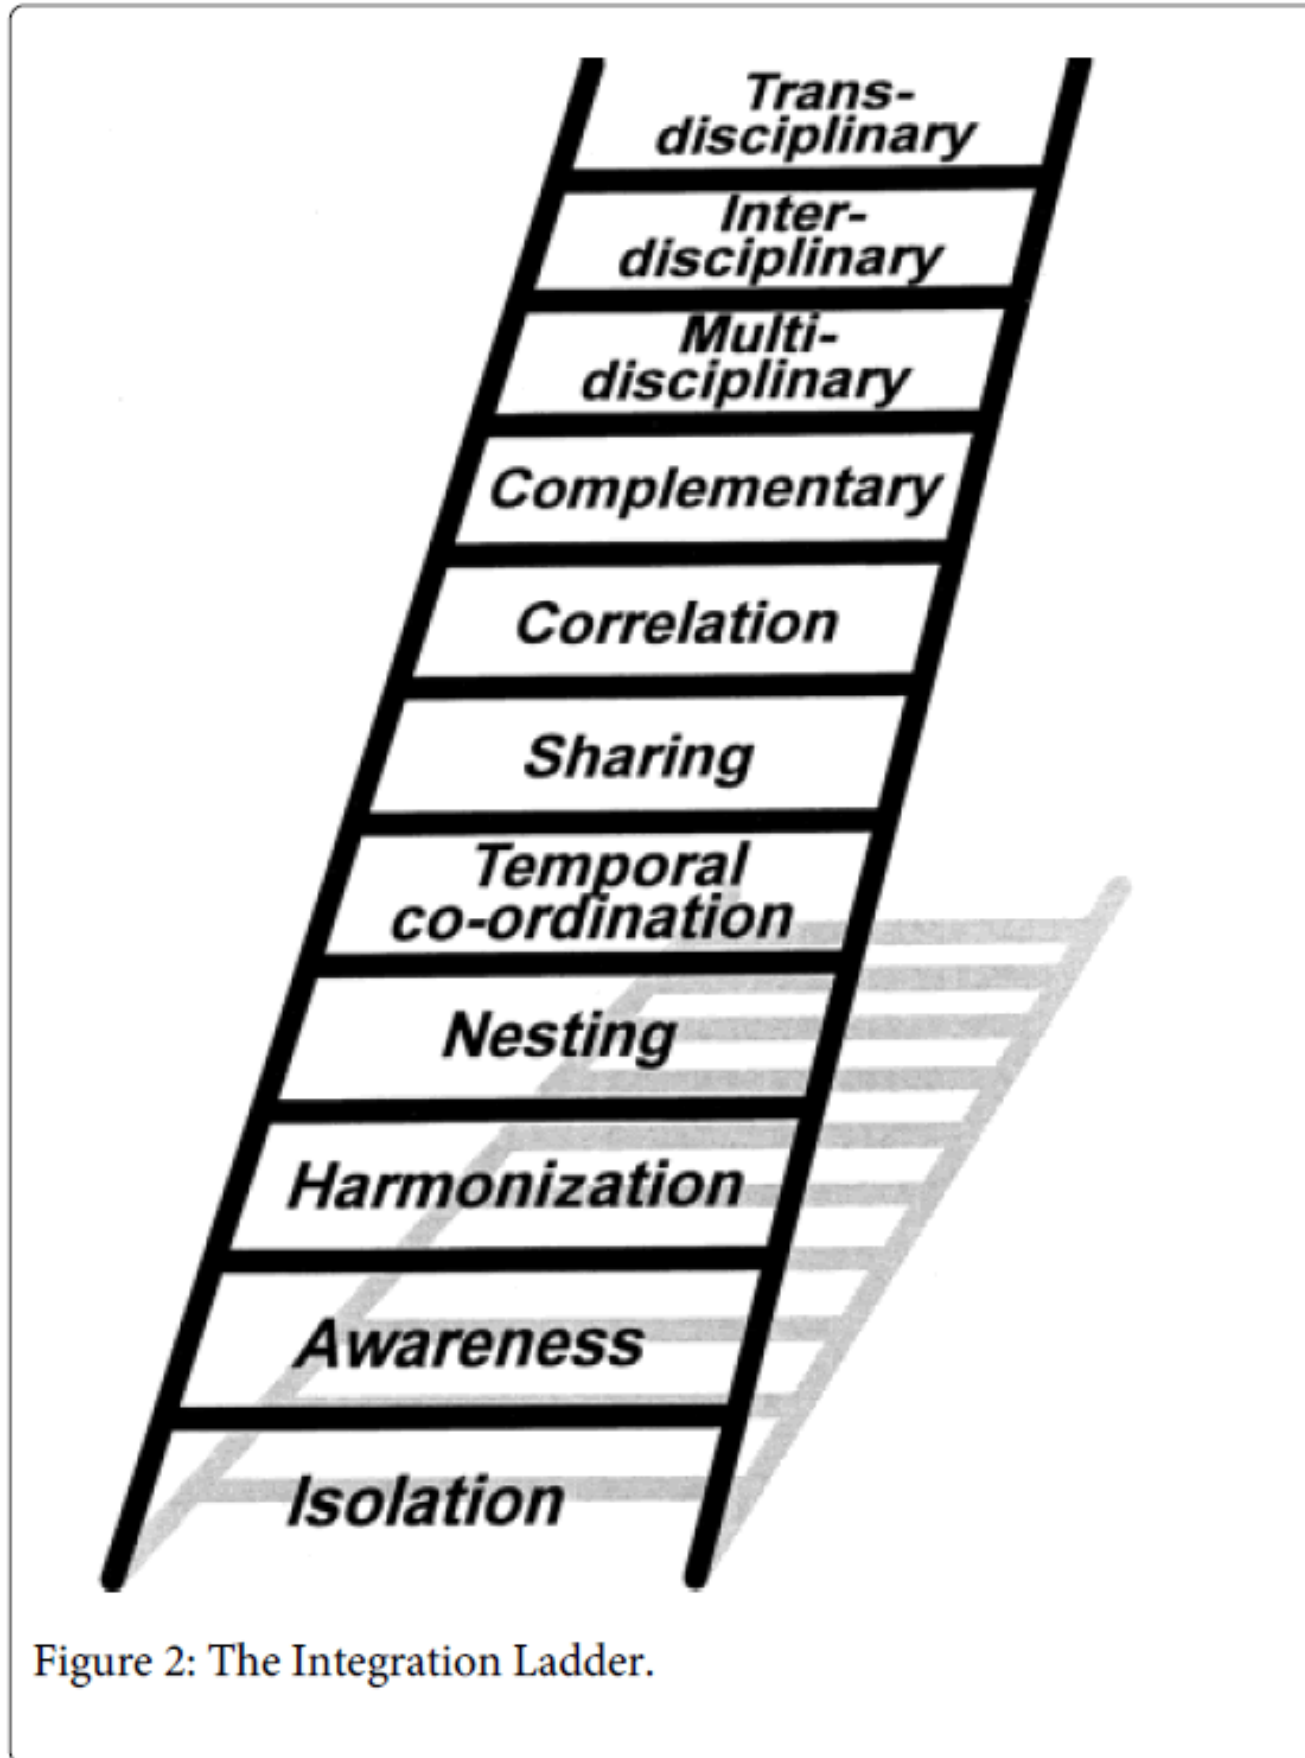 Trans-
disciplinary
Inter-
disciplinary
Multi-
disciplinary
Complementary
Correlation
Sharing
Temporal
co-ordination
Nesting
Harmonization
Awareness
Isolation
Figure 2: The Integration Ladder.